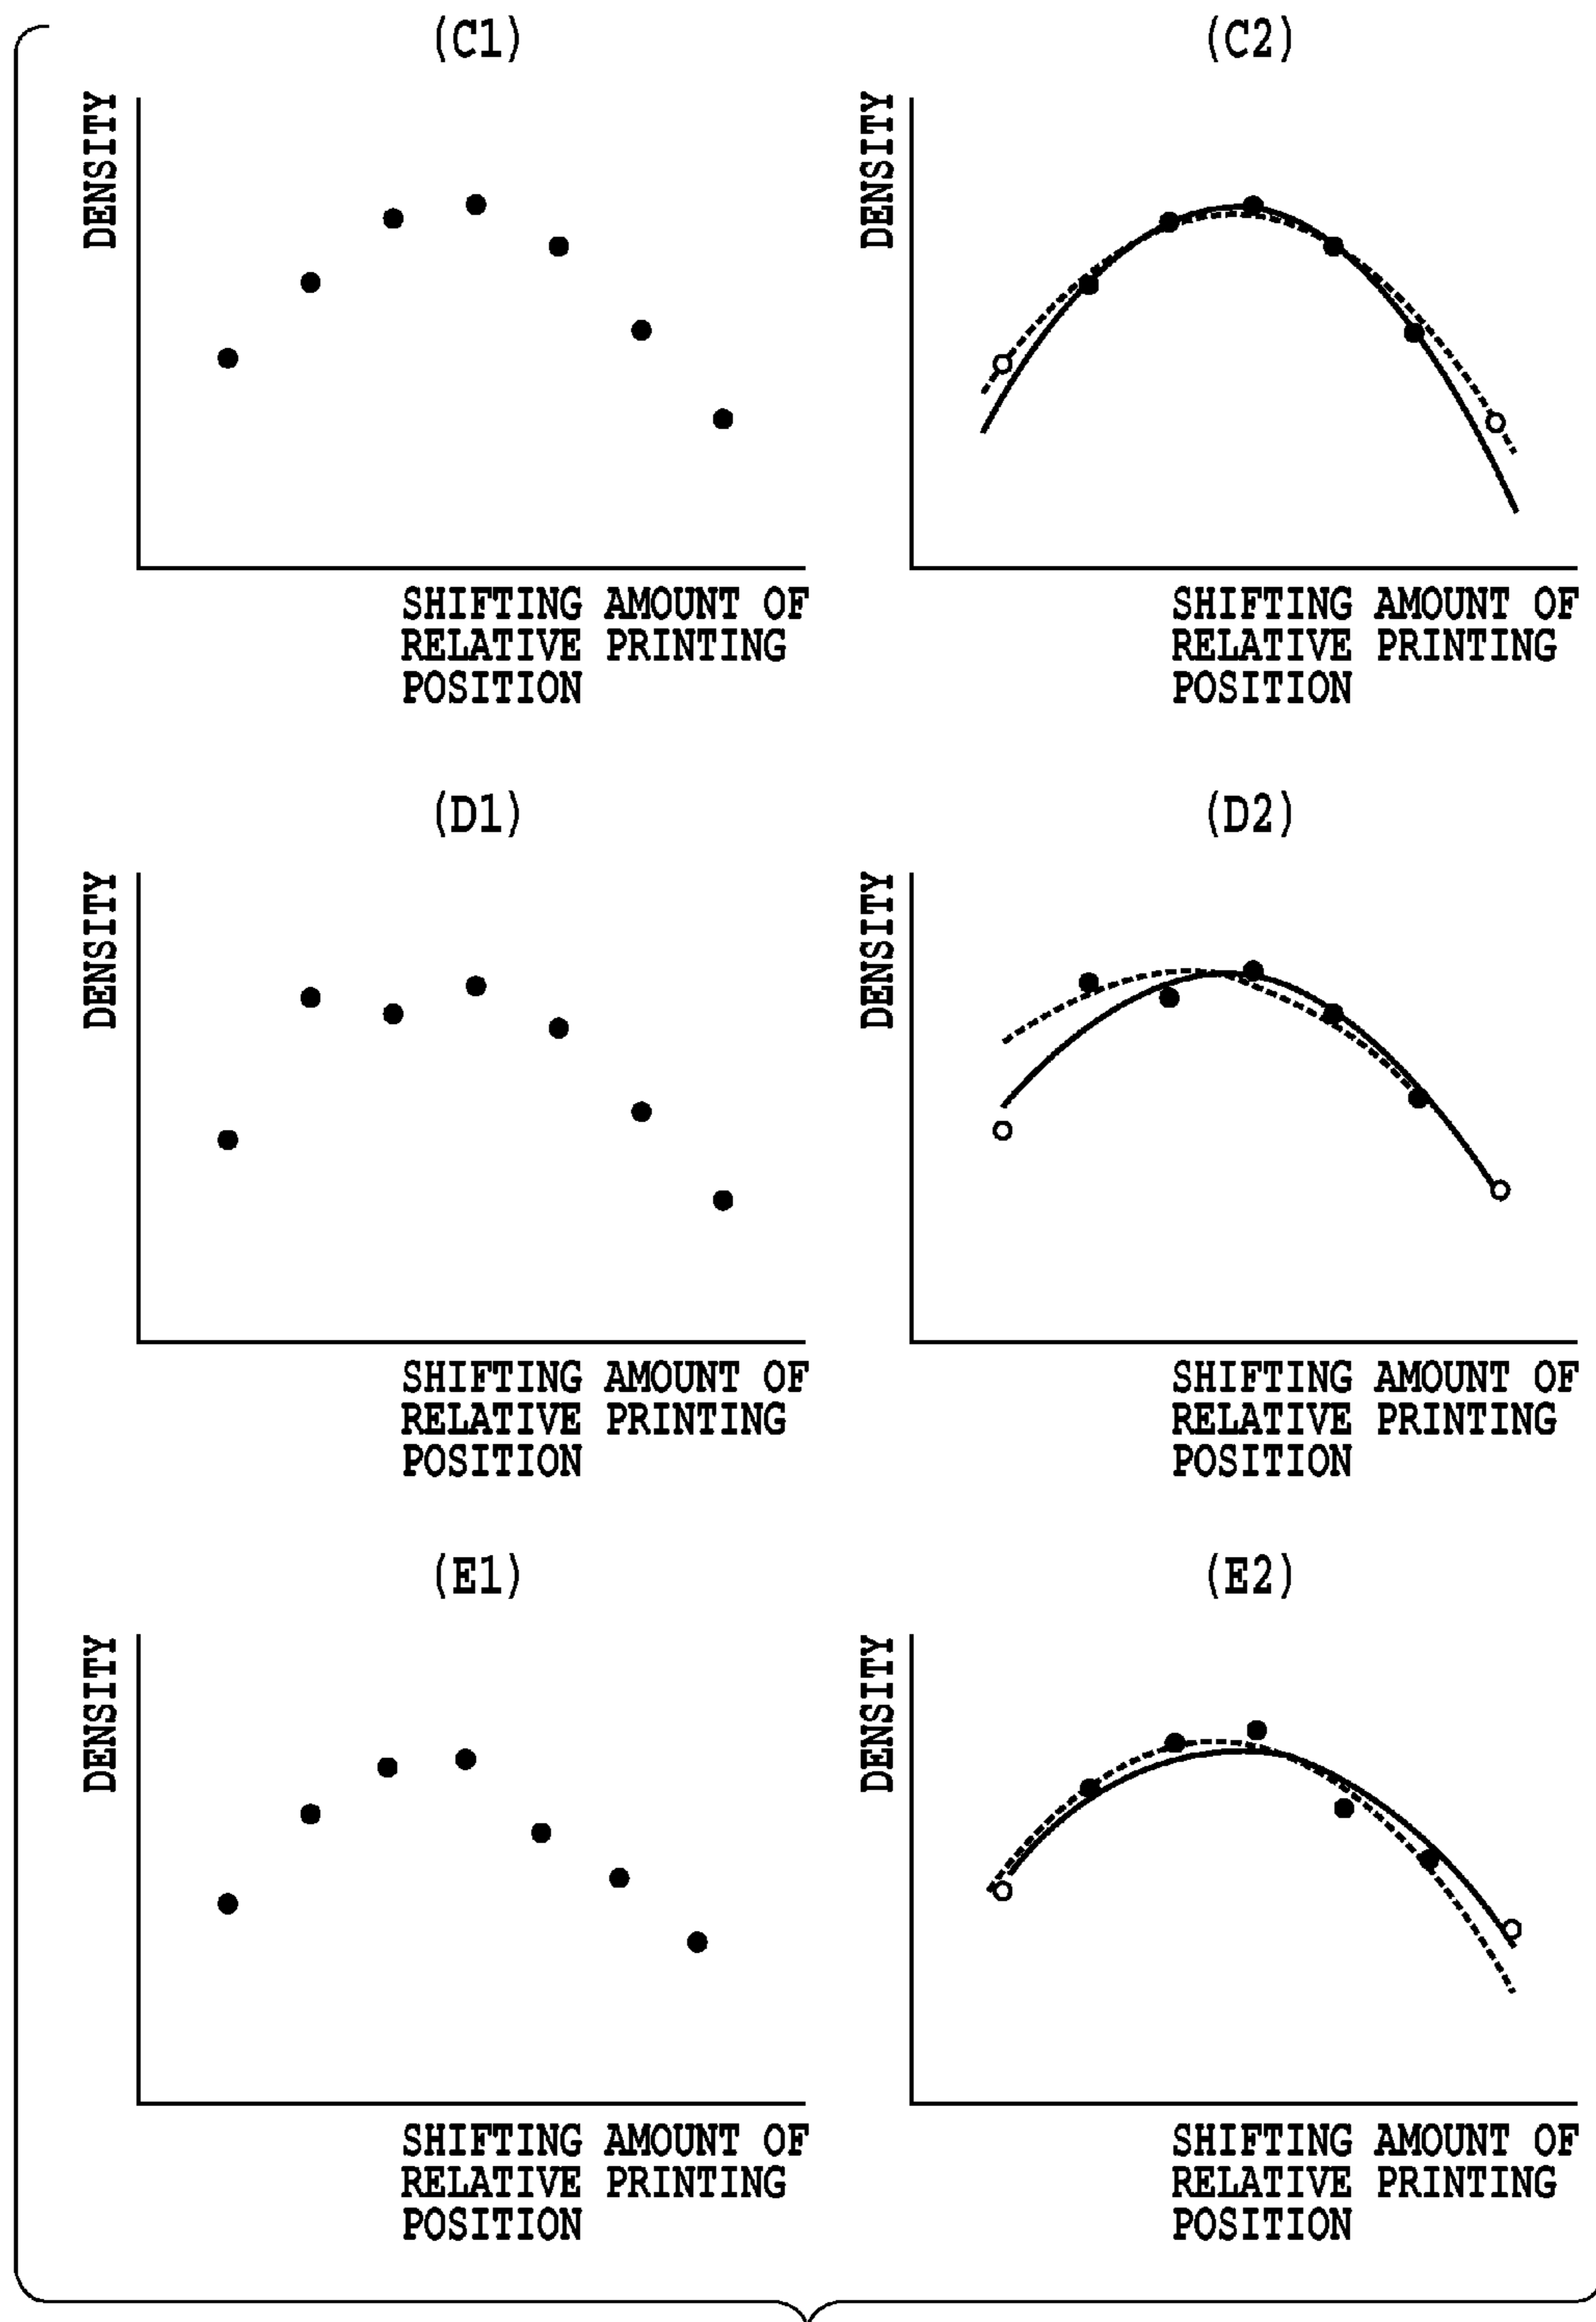 (C1)
DENSITY
SHIFTING AMOUNT OF
RELATIVE PRINTING
POSITION
(C2)
DENSITY
SHIFTING AMOUNT OF
RELATIVE PRINTING
POSITION
(D1)
DENSITY
SHIFTING AMOUNT OF
RELATIVE PRINTING
POSITION
(D2)
DENSITY
SHIFTING AMOUNT OF
RELATIVE PRINTING
POSITION
(E1)
DENSITY
SHIFTING AMOUNT OF
RELATIVE PRINTING
POSITION
(E2)
DENSITY
SHIFTING AMOUNT OF
RELATIVE PRINTING
POSITION